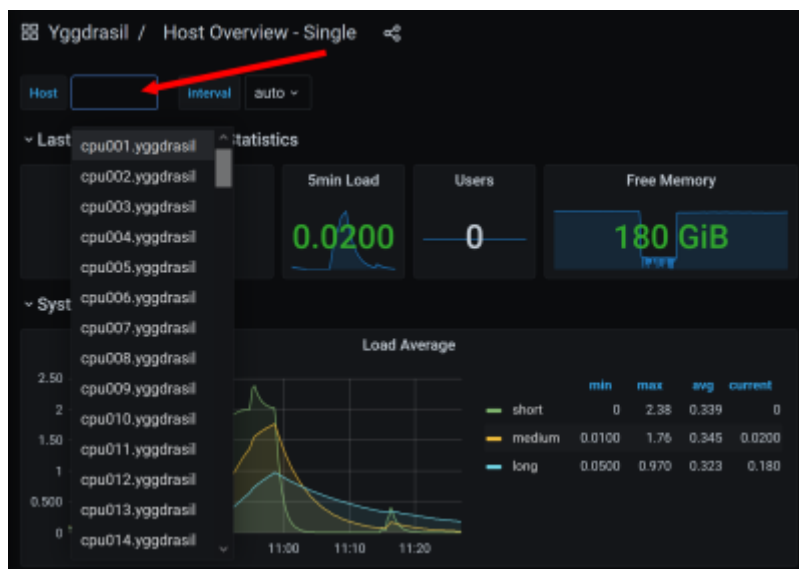 Yggdrasil / Host Overview - Single
Host
Interval auto
Last
tatistics
cpu001.yggdrasil
cpu002.yggdrasil
cpu003.yggdrasil
cpu004.yggdrasil
cpu005.yggdrasil
cpu006.yggdrasil
cpu007.yggdrasil
cpu008.yggdrasil
cpu009.yggdrasil
cpu010.yggdrasil
cpu011.yggdrasil
cpu012.yggdrasil
cpu013.yggdrasil
cpu014.yggdrasil
5min Load
0.0200
Users
0
Free Memory
180 GiB
Syst
Load Average
2.50
2
1.50
1
0.500
0
11:00 11:10 11:20
min max avg current
short 0 2.38 0.339 0
medium 0.0100 1.76 0.345 0.0200
long 0.0500 0.970 0.323 0.180